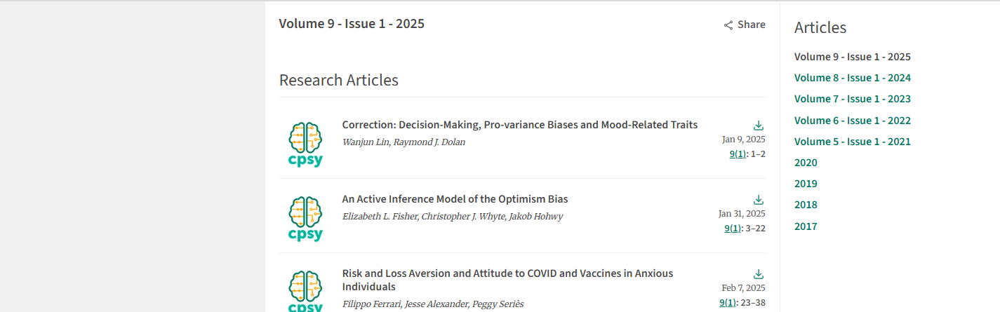 Volume 9 - Issue 1 - 2025
Share
Research Articles
cpsy
Correction: Decision-Making, Pro-variance Biases and Mood-Related Traits
Wanjun Lin, Raymond J. Dolan
Jan 9, 2025
9(1): 1–2
cpsy
An Active Inference Model of the Optimism Bias
Elizabeth L. Fisher, Christopher J. Whyte, Jakob Hohwy
Jan 31, 2025
9(1): 3–22
cpsy
Risk and Loss Aversion and Attitude to COVID and Vaccines in Anxious
Individuals
Filippo Ferrari, Jesse Alexander, Peggy Seriès
Feb 7, 2025
9(1): 23–38
Articles
Volume 9 - Issue 1 - 2025
Volume 8 - Issue 1 - 2024
Volume 7 - Issue 1 - 2023
Volume 6 - Issue 1 - 2022
Volume 5 - Issue 1 - 2021
2020
2019
2018
2017